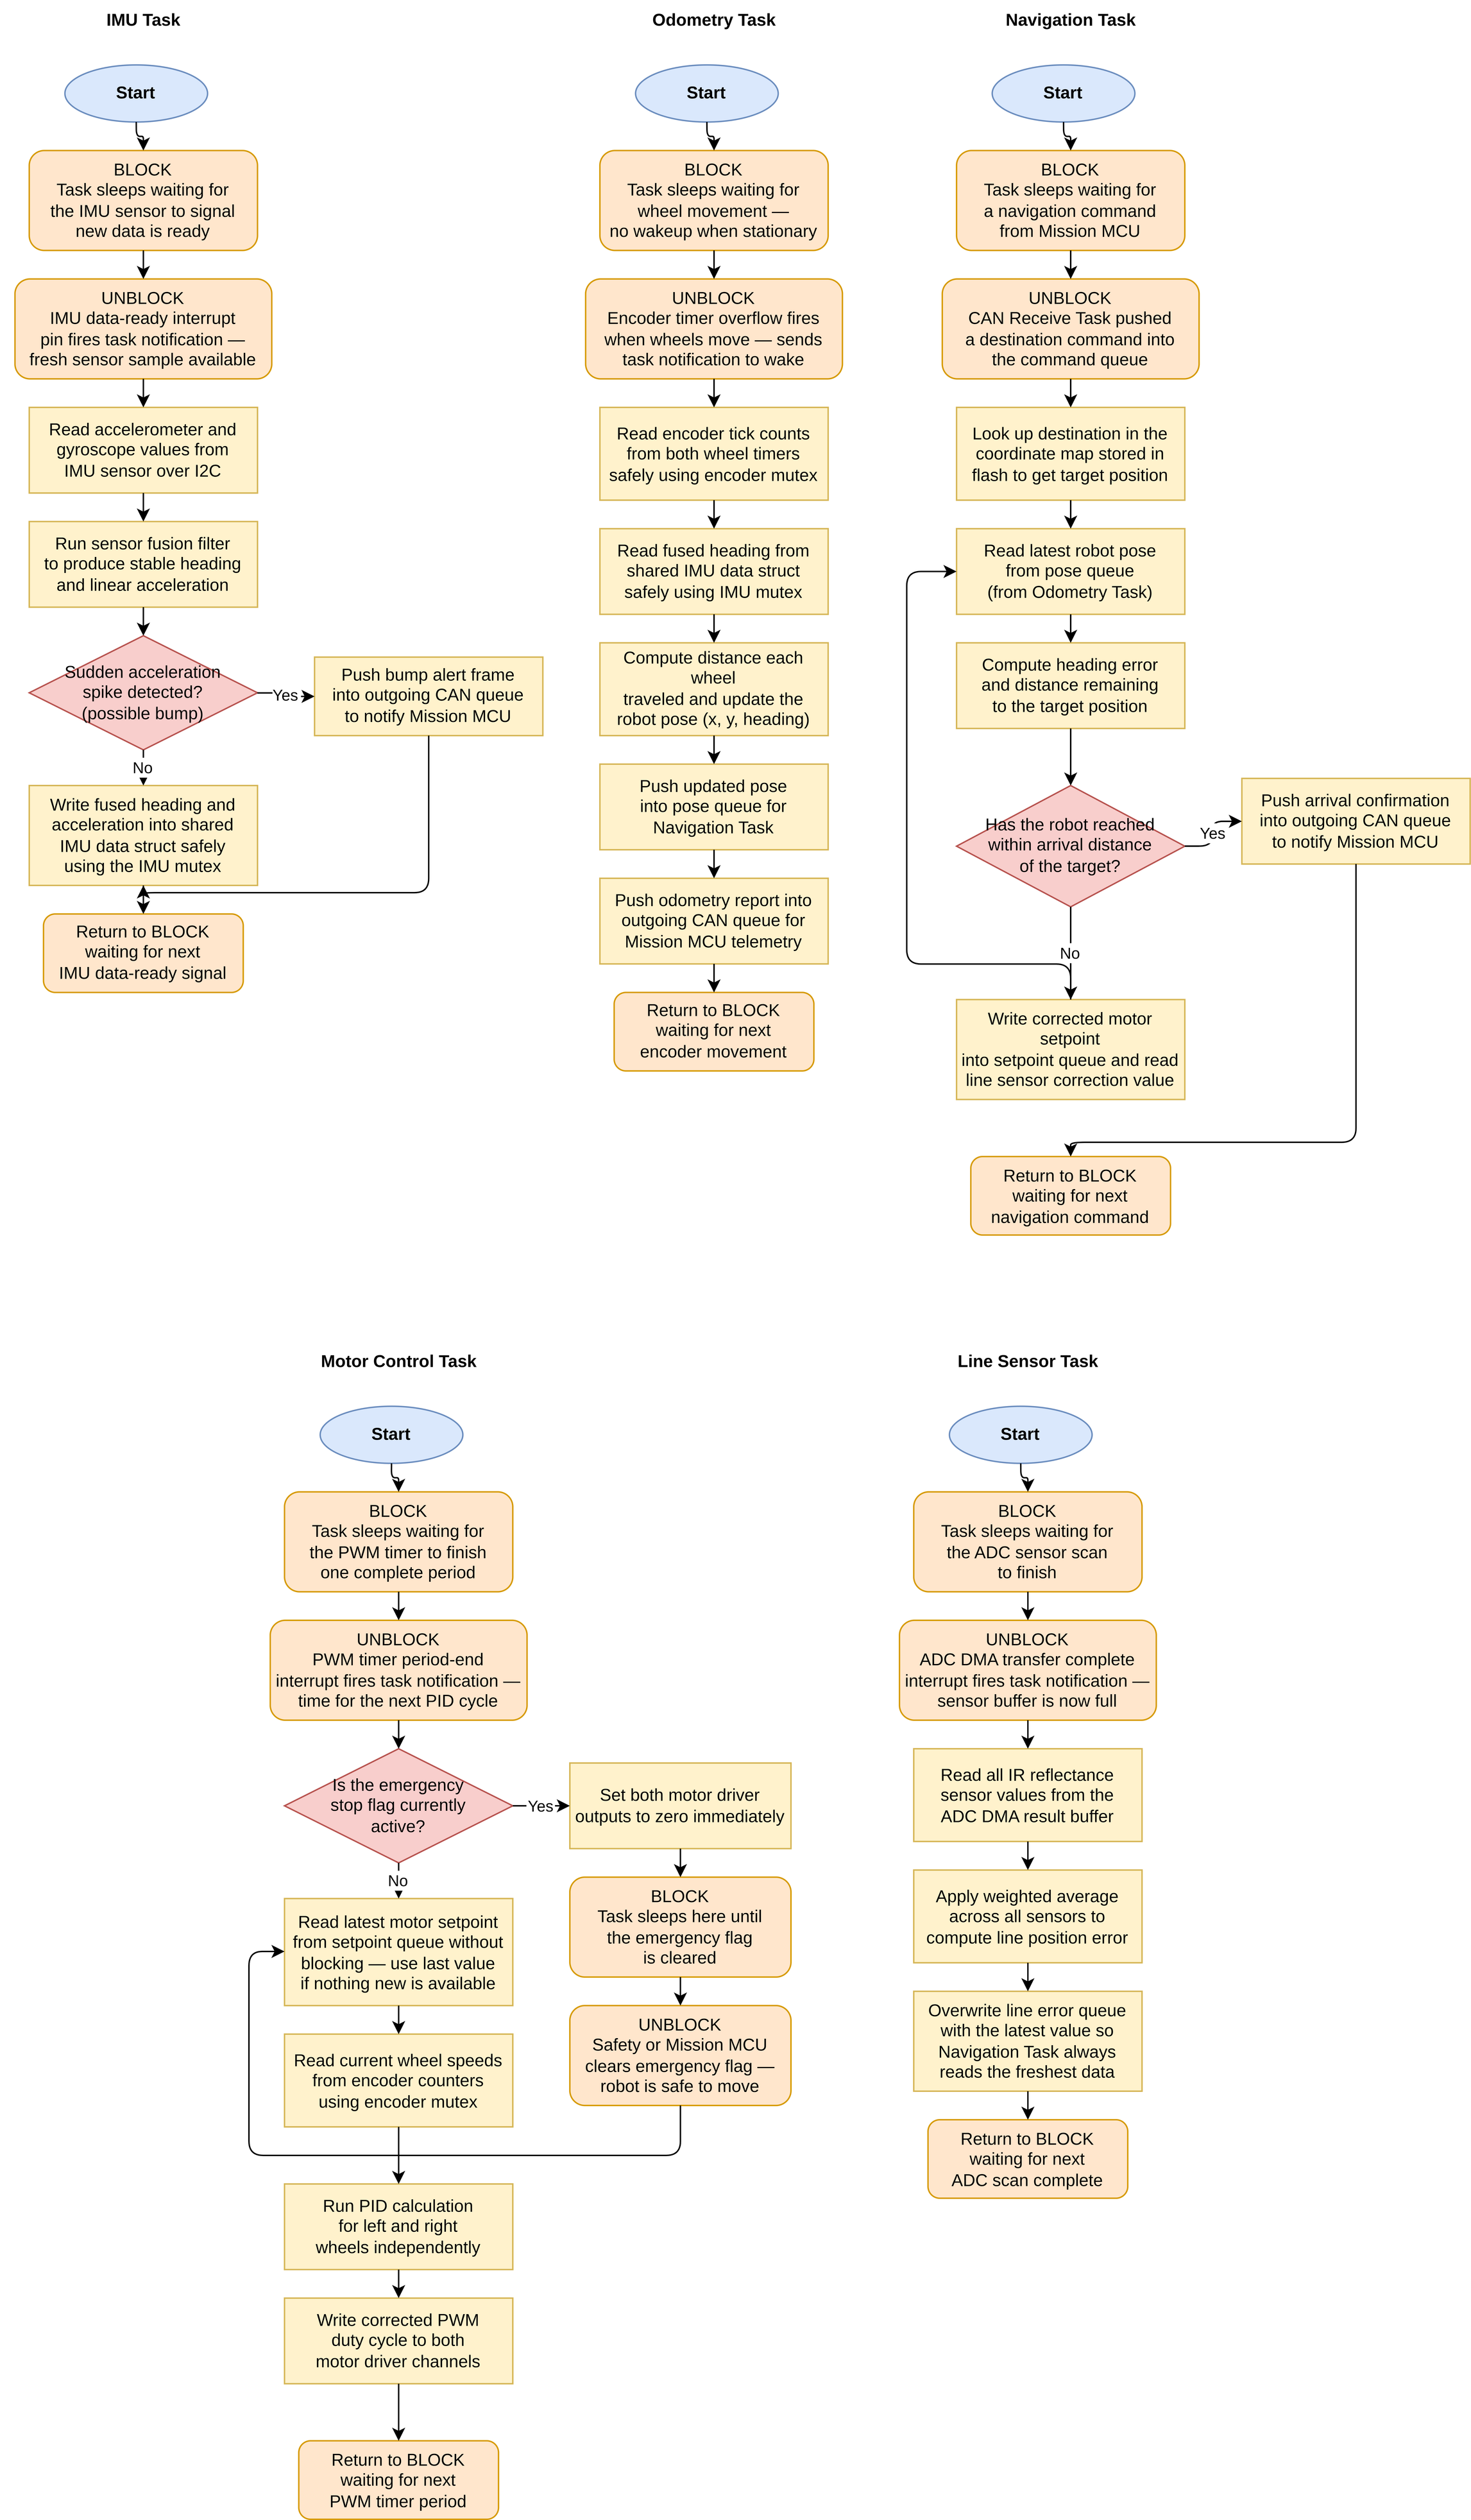 IMU Task
Start
BLOCK
Task sleeps waiting for
the IMU sensor to signal
new data is ready
UNBLOCK
IMU data-ready interrupt
pin fires task notification —
fresh sensor sample available
Read accelerometer and
gyroscope values from
IMU sensor over I2C
Run sensor fusion filter
to produce stable heading
and linear acceleration
Sudden acceleration
spike detected?
(possible bump)
Yes
Push bump alert frame
into outgoing CAN queue
to notify Mission MCU
No
Write fused heading and
acceleration into shared
IMU data struct safely
using the IMU mutex
Return to BLOCK
waiting for next
IMU data-ready signal
Odometry Task
Start
BLOCK
Task sleeps waiting for
wheel movement —
no wakeup when stationary
UNBLOCK
Encoder timer overflow fires
when wheels move — sends
task notification to wake
Read encoder tick counts
from both wheel timers
safely using encoder mutex
Read fused heading from
shared IMU data struct
safely using IMU mutex
Compute distance each
wheel
traveled and update the
robot pose (x, y, heading)
Push updated pose
into pose queue for
Navigation Task
Push odometry report into
outgoing CAN queue for
Mission MCU telemetry
Return to BLOCK
waiting for next
encoder movement
Navigation Task
Start
BLOCK
Task sleeps waiting for
a navigation command
from Mission MCU
UNBLOCK
CAN Receive Task pushed
a destination command into
the command queue
Look up destination in the
coordinate map stored in
flash to get target position
Read latest robot pose
from pose queue
(from Odometry Task)
Compute heading error
and distance remaining
to the target position
Has the robot reached
within arrival distance
of the target?
Yes
Push arrival confirmation
into outgoing CAN queue
to notify Mission MCU
No
Write corrected motor
setpoint
into setpoint queue and read
line sensor correction value
Return to BLOCK
waiting for next
navigation command
Motor Control Task
Start
BLOCK
Task sleeps waiting for
the PWM timer to finish
one complete period
UNBLOCK
PWM timer period-end
interrupt fires task notification —
time for the next PID cycle
Is the emergency
stop flag currently
active?
Yes
Set both motor driver
outputs to zero immediately
BLOCK
Task sleeps here until
the emergency flag
is cleared
UNBLOCK
Safety or Mission MCU
clears emergency flag —
robot is safe to move
No
Read latest motor setpoint
from setpoint queue without
blocking — use last value
if nothing new is available
Read current wheel speeds
from encoder counters
using encoder mutex
Run PID calculation
for left and right
wheels independently
Write corrected PWM
duty cycle to both
motor driver channels
Return to BLOCK
waiting for next
PWM timer period
Line Sensor Task
Start
BLOCK
Task sleeps waiting for
the ADC sensor scan
to finish
UNBLOCK
ADC DMA transfer complete
interrupt fires task notification —
sensor buffer is now full
Read all IR reflectance
sensor values from the
ADC DMA result buffer
Apply weighted average
across all sensors to
compute line position error
Overwrite line error queue
with the latest value so
Navigation Task always
reads the freshest data
Return to BLOCK
waiting for next
ADC scan complete